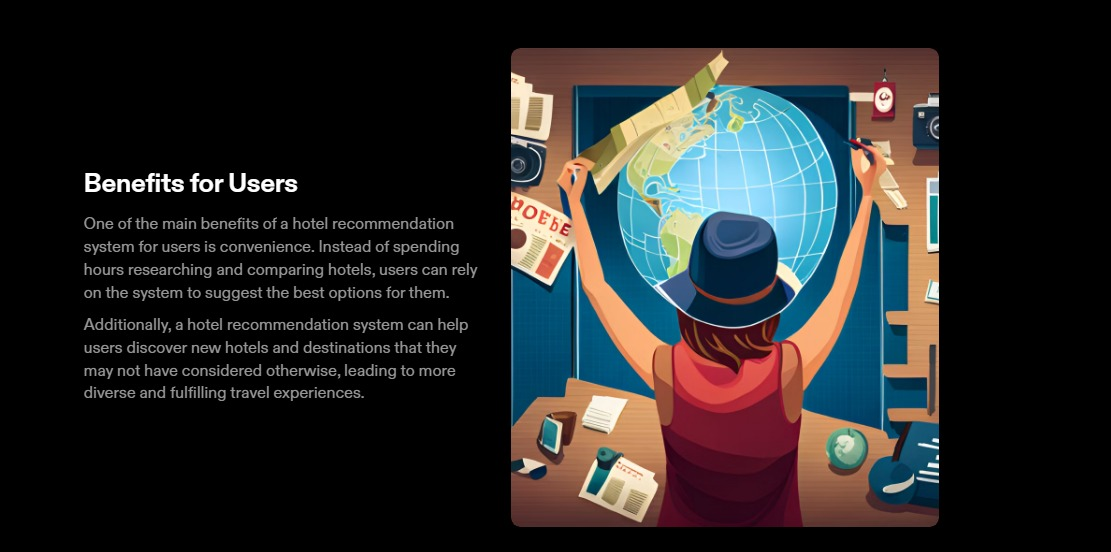 Benefits for Users
One of the main benefits of a hotel recommendation
system for users is convenience. Instead of spending
hours researching and comparing hotels, users can rely
on the system to suggest the best options for them.
Additionally, a hotel recommendation system can help
users discover new hotels and destinations that they
may not have considered otherwise, leading to more
diverse and fulfilling travel experiences.